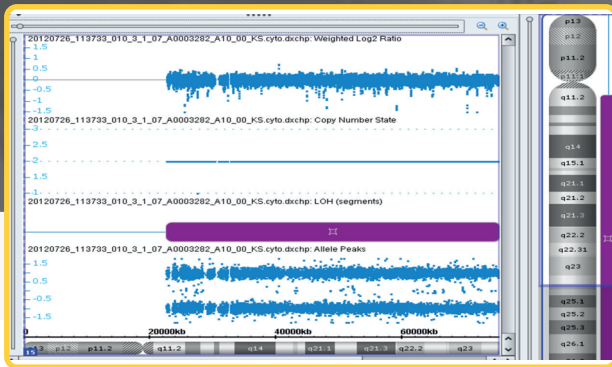 20120726_113733_010_3_1_07_A0003282_A10_00_KS.cyto.dxchp: Weighted Log2 Ratio
1.5
1
0.5
0
-0.5
-1
-1.5
20120726_113733_010_3_1_07_A0003282_A10_00_KS.cyto.dxchp: Copy Number State
3
2
1
20120726_113733_010_3_1_07_A0003282_A10_00_KS.cyto.dxchp: LOH (segments)
20120726_113733_010_3_1_07_A0003282_A10_00_KS.cyto.dxchp: Allele Peaks
1.5
0.5
-0.5
-1.5
20000kb 40000kb 60000kb
15 p13 p12 p11.2 q11.2 q14 q21.1 q21.3 q22.2 q23
p13
p12
p11.2
p11.1
q11.2
q14
q15.1
q21.1
q21.2
q21.3
q22.2
q22.31
q23
q25.1
q25.2
q25.3
q26.1